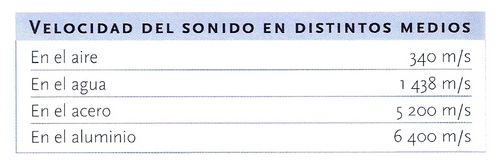 VELOCIDAD DEL SONIDO EN DISTINTOS MEDIOS
En el aire 340 m/s
En el agua 1 438 m/s
En el acero 5 200 m/s
En el aluminio 6 400 m/s